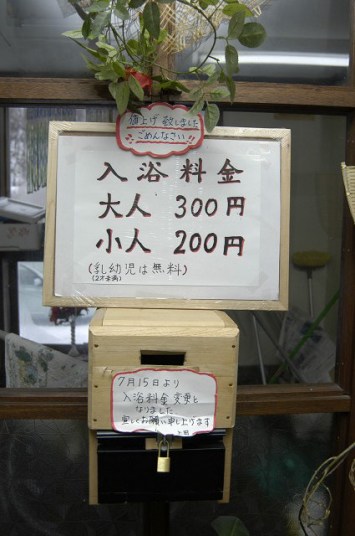 値上げ 致しました
ごめんなさい!!
入浴料金
大人 300円
小人 200円
(乳幼児は無料)
7月15日より
入浴料金 変更と
なりました
宜しくお願い申し上げます